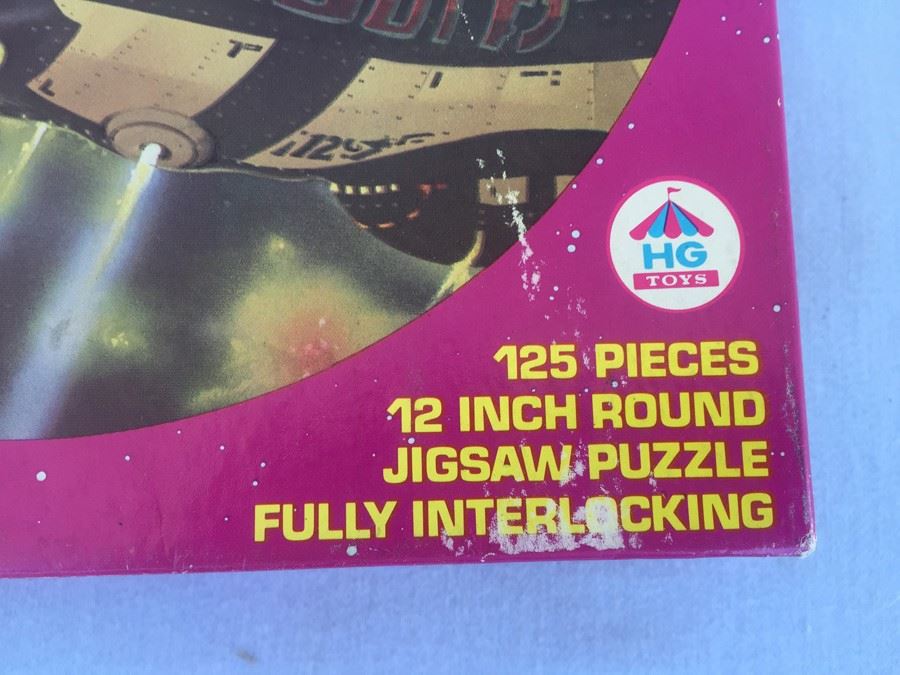 HG
TOYS
125 PIECES
12 INCH ROUND
JIGSAW PUZZLE
FULLY INTERLOCKING